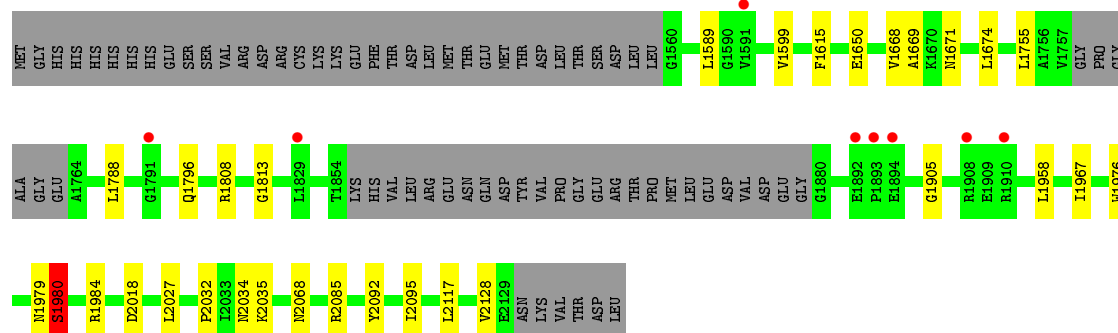 MET GLY HIS HIS HIS HIS HIS HIS GLU SER SER VAL ARG ASP ARG CYS LYS LYS GLU PHE THR ASP LEU MET THR GLU MET THR ASP LEU THR SER ASP LEU LEU G1560 L1589 G1590 V1591 V1599 F1615 E1650 V1668 A1669 K1670 N1671 L1674 L1755 A1756 V1757 GLY PRO GLY
ALA GLY GLU A1764 L1788 G1791 Q1796 R1808 G1813 L1829 T1854 LYS HIS VAL LEU ARG GLU ASN GLN ASP TYR VAL PRO GLY GLU ARG THR PRO MET LEU GLU ASP VAL ASP GLU GLY G1880 E1892 P1893 E1894 G1905 R1908 E1909 R1910 L1958 I1967 W1976
N1979 S1980 R1984 D2018 L2027 P2032 I2033 N2034 K2035 N2068 R2085 Y2092 I2095 L2117 V2128 E2129 ASN LYS VAL THR ASP LEU